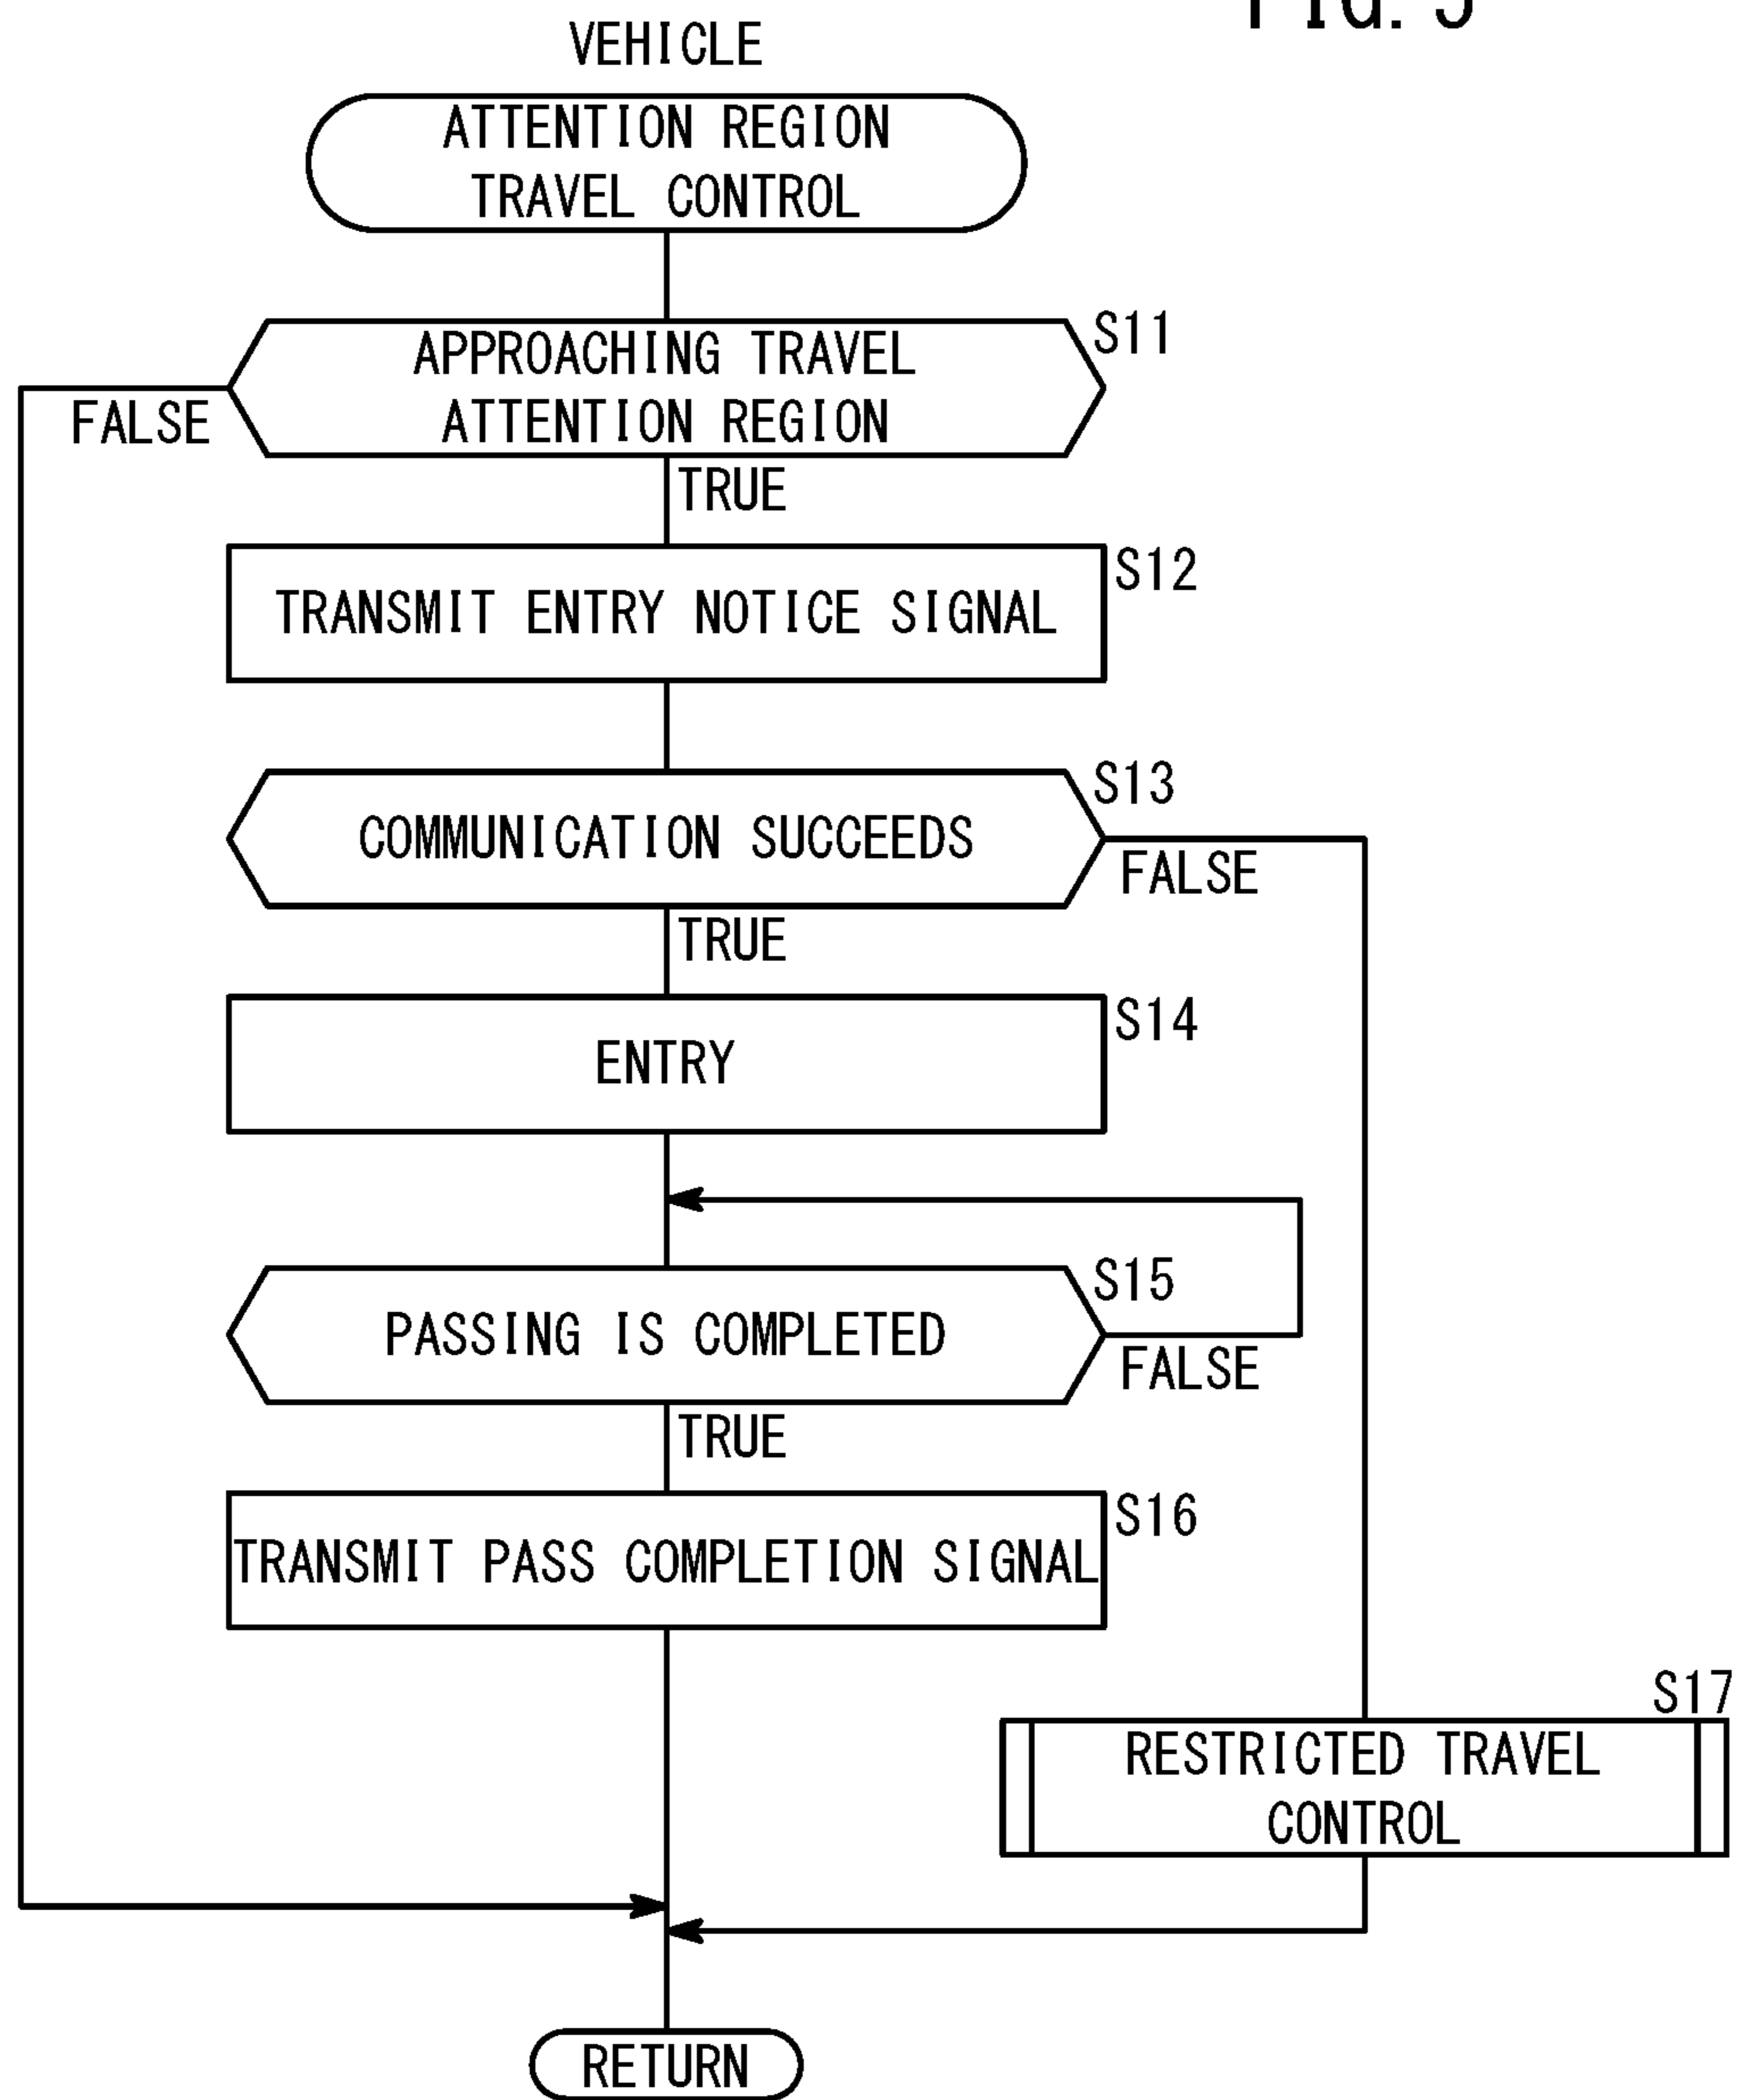 VEHICLE
ATTENTION REGION
TRAVEL CONTROL
S11
APPROACHING TRAVEL
ATTENTION REGION
FALSE
TRUE
S12
TRANSMIT ENTRY NOTICE SIGNAL
S13
COMMUNICATION SUCCEEDS
FALSE
TRUE
S14
ENTRY
S15
PASSING IS COMPLETED
FALSE
TRUE
S16
TRANSMIT PASS COMPLETION SIGNAL
S17
RESTRICTED TRAVEL
CONTROL
RETURN